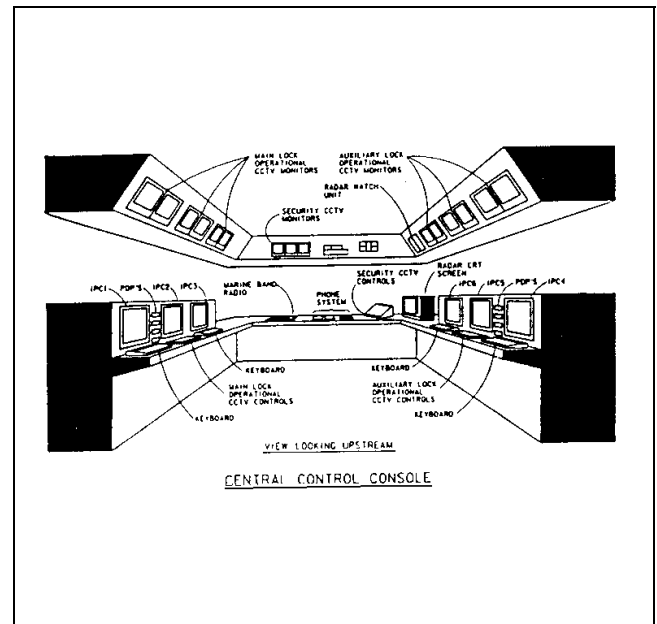 MAIN LOCK
OPERATIONAL
CCTV MONITORS
AUXILIARY LOCK
OPERATIONAL
CCTV MONITORS
RADAR WATCH
UNIT
SECURITY CCTV
MONITORS
SECURITY CCTV
CONTROLS
RADAR CRT
SCREEN
IPC1
PDP'S
IPC2
IPC3
MARINE BAND
RADIO
PHONE
SYSTEM
IPC6
IPC5
PDP'S
IPC4
KEYBOARD
MAIN LOCK
OPERATIONAL
CCTV CONTROLS
KEYBOARD
KEYBOARD
AUXILIARY LOCK
OPERATIONAL
CCTV CONTROLS
KEYBOARD
VIEW LOOKING UPSTREAM
CENTRAL CONTROL CONSOLE